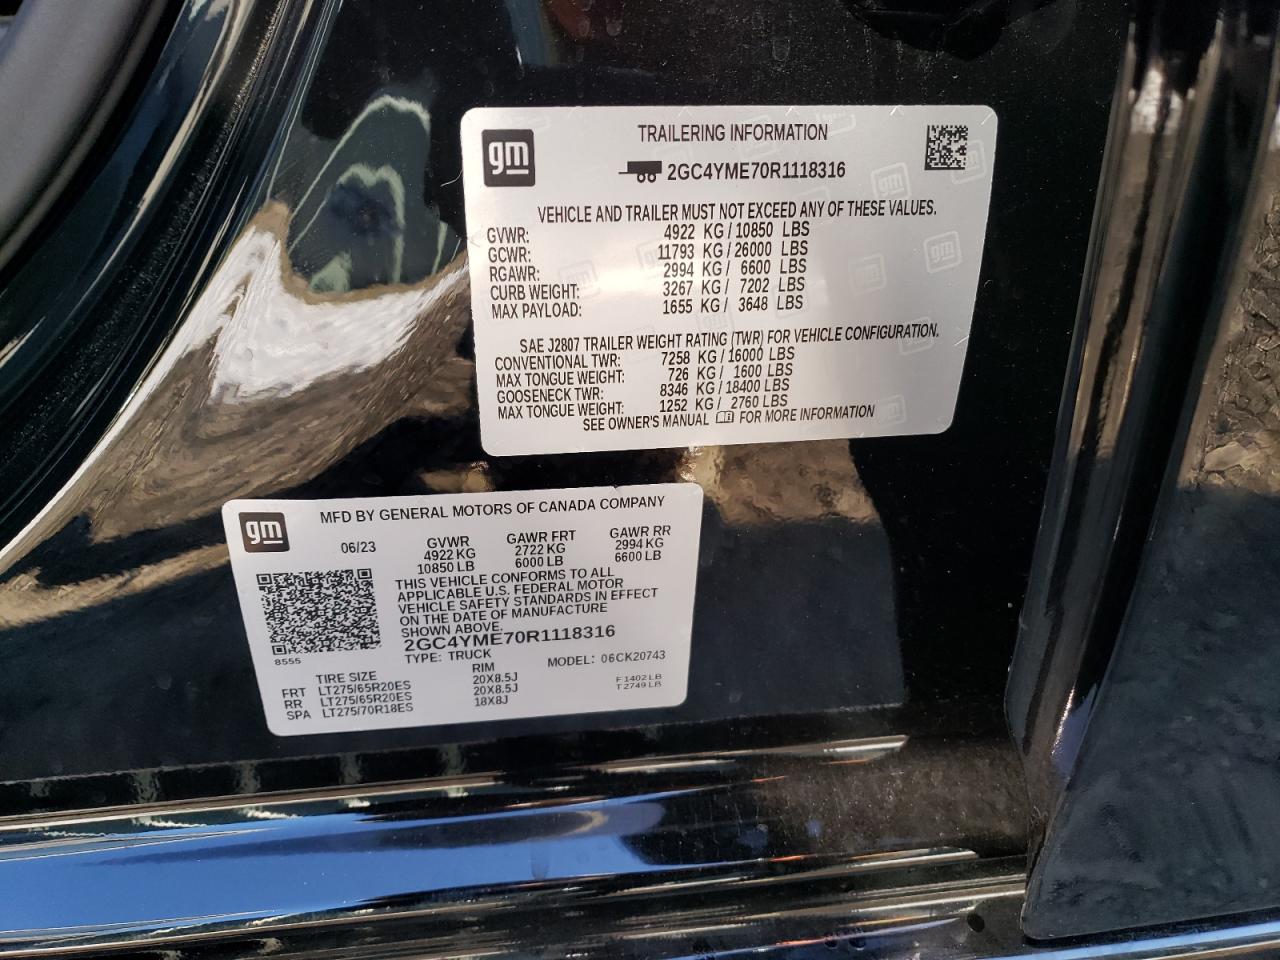 gm
TRAILERING INFORMATION
2GC4YME70R1118316
VEHICLE AND TRAILER MUST NOT EXCEED ANY OF THESE VALUES.
GVWR: 4922 KG / 10850 LBS
GCWR: 11793 KG / 26000 LBS
RGAWR: 2994 KG / 6600 LBS
CURB WEIGHT: 3267 KG / 7202 LBS
MAX PAYLOAD: 1655 KG / 3648 LBS
SAE J2807 TRAILER WEIGHT RATING (TWR) FOR VEHICLE CONFIGURATION.
CONVENTIONAL TWR: 7258 KG / 16000 LBS
MAX TONGUE WEIGHT: 726 KG / 1600 LBS
GOOSENECK TWR: 8346 KG / 18400 LBS
MAX TONGUE WEIGHT: 1252 KG / 2760 LBS
SEE OWNER'S MANUAL FOR MORE INFORMATION
gm
MFD BY GENERAL MOTORS OF CANADA COMPANY
06/23 GVWR GAWR FRT GAWR RR
4922 KG 2722 KG 2994 KG
10850 LB 6000 LB 6600 LB
THIS VEHICLE CONFORMS TO ALL
APPLICABLE U.S. FEDERAL MOTOR
VEHICLE SAFETY STANDARDS IN EFFECT
ON THE DATE OF MANUFACTURE
SHOWN ABOVE.
2GC4YME70R1118316
8555 TYPE: TRUCK MODEL: 06CK20743
TIRE SIZE RIM
FRT LT275/65R20ES 20X8.5J F 1402 LB
RR LT275/65R20ES 20X8.5J T 2749 LB
SPA LT275/70R18ES 18X8J